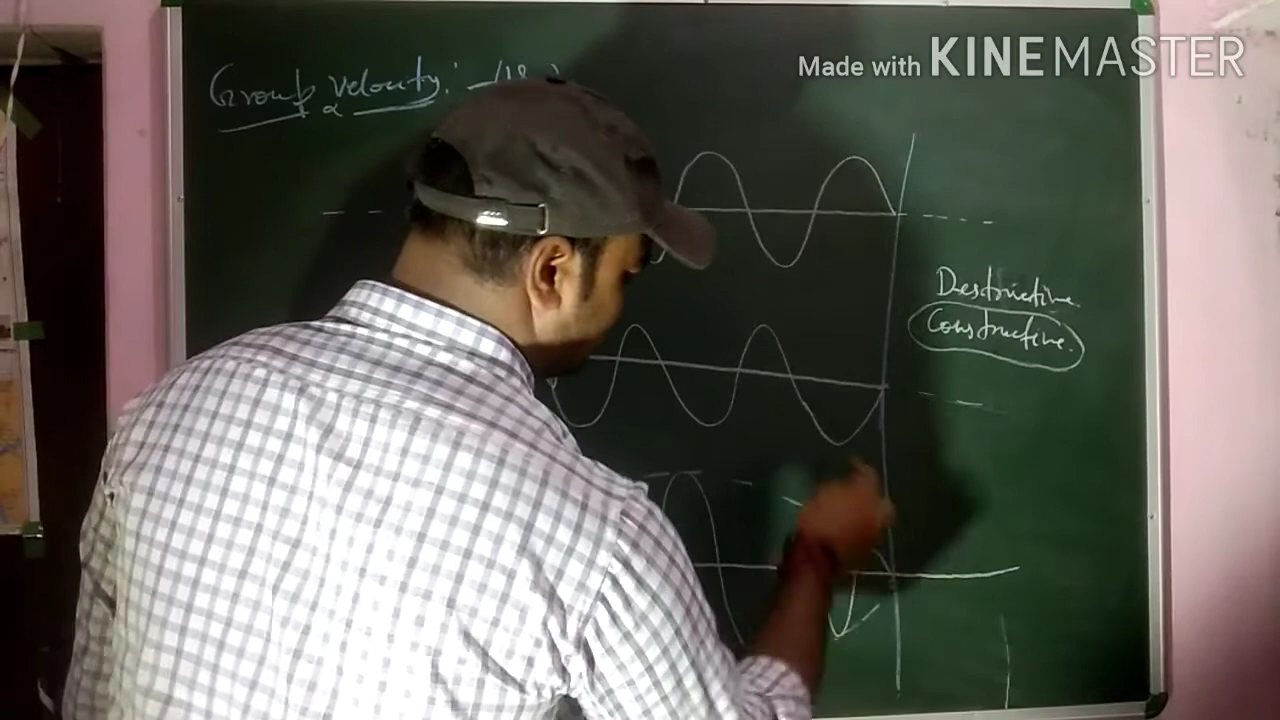 Made with KINEMASTER
Group Velocity :-
Destructive.
Constructive.